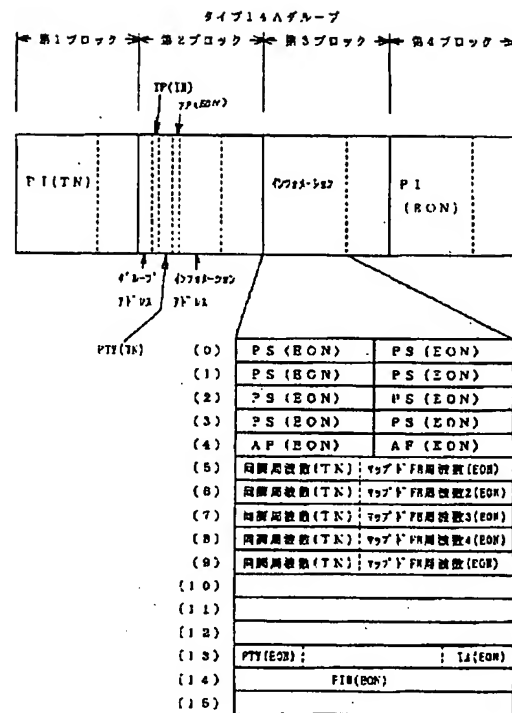 タイプ14Aグループ
第1ブロック 第2ブロック 第3ブロック 第4ブロック
TP(TN)
TP(EON)
PI(TN)
インフォメーション
PI
(EON)
グループ インフォメーション
アドレス アドレス
PTY(TN)
(0) PS(EON) PS(EON)
(1) PS(EON) PS(EON)
(2) PS(EON) PS(EON)
(3) PS(EON) PS(EON)
(4) AF(EON) AF(EON)
(5) 同調周波数(TN) マップドFM周波数(EON)
(6) 同調周波数(TN) マップドFM周波数2(EON)
(7) 同調周波数(TN) マップドFM周波数3(EON)
(8) 同調周波数(TN) マップドFM周波数4(EON)
(9) 同調周波数(TN) マップドFM周波数(EON)
(10)
(11)
(12)
(13) PTY(EON) TA(EON)
(14) PIN(EON)
(15)